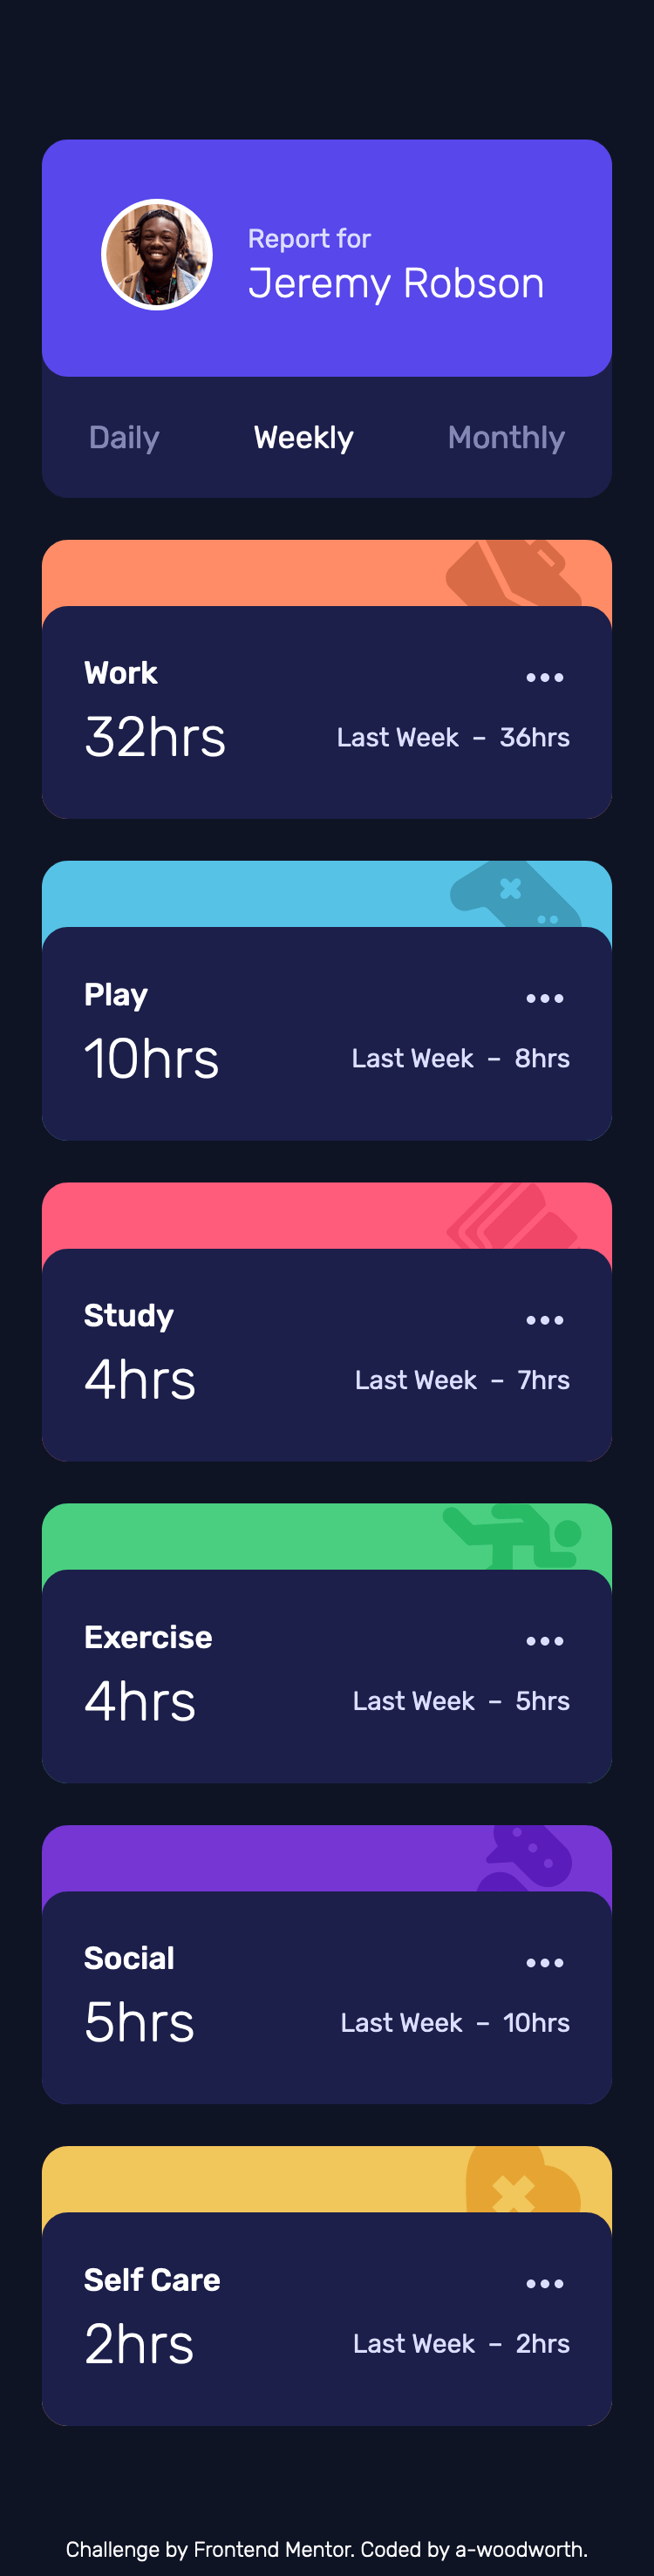 Report for
Jeremy Robson
Daily Weekly Monthly
Work
32hrs Last Week – 36hrs
Play
10hrs Last Week – 8hrs
Study
4hrs Last Week – 7hrs
Exercise
4hrs Last Week – 5hrs
Social
5hrs Last Week – 10hrs
Self Care
2hrs Last Week – 2hrs
Challenge by Frontend Mentor. Coded by a-woodworth.